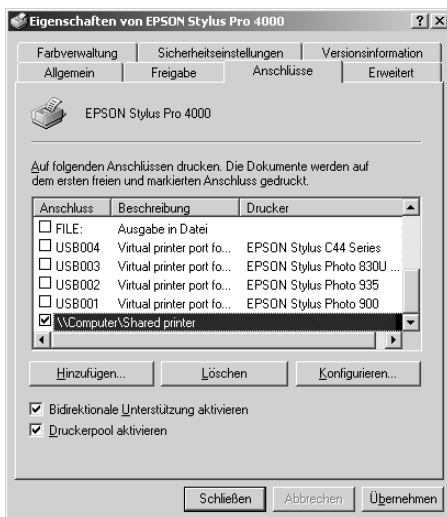 Eigenschaften von EPSON Stylus Pro 4000
Farbverwaltung Sicherheitseinstellungen Versionsinformation
Allgemein Freigabe Anschlüsse Erweitert
EPSON Stylus Pro 4000
Auf folgenden Anschlüssen drucken. Die Dokumente werden auf
dem ersten freien und markierten Anschluss gedruckt.
Anschluss Beschreibung Drucker
FILE: Ausgabe in Datei
USB004 Virtual printer port fo... EPSON Stylus C44 Series
USB003 Virtual printer port fo... EPSON Stylus Photo 830U ...
USB002 Virtual printer port fo... EPSON Stylus Photo 935
USB001 Virtual printer port fo... EPSON Stylus Photo 900
\\Computer\Shared printer
Hinzufügen... Löschen Konfigurieren...
Bidirektionale Unterstützung aktivieren
Druckerpool aktivieren
Schließen Abbrechen Übernehmen